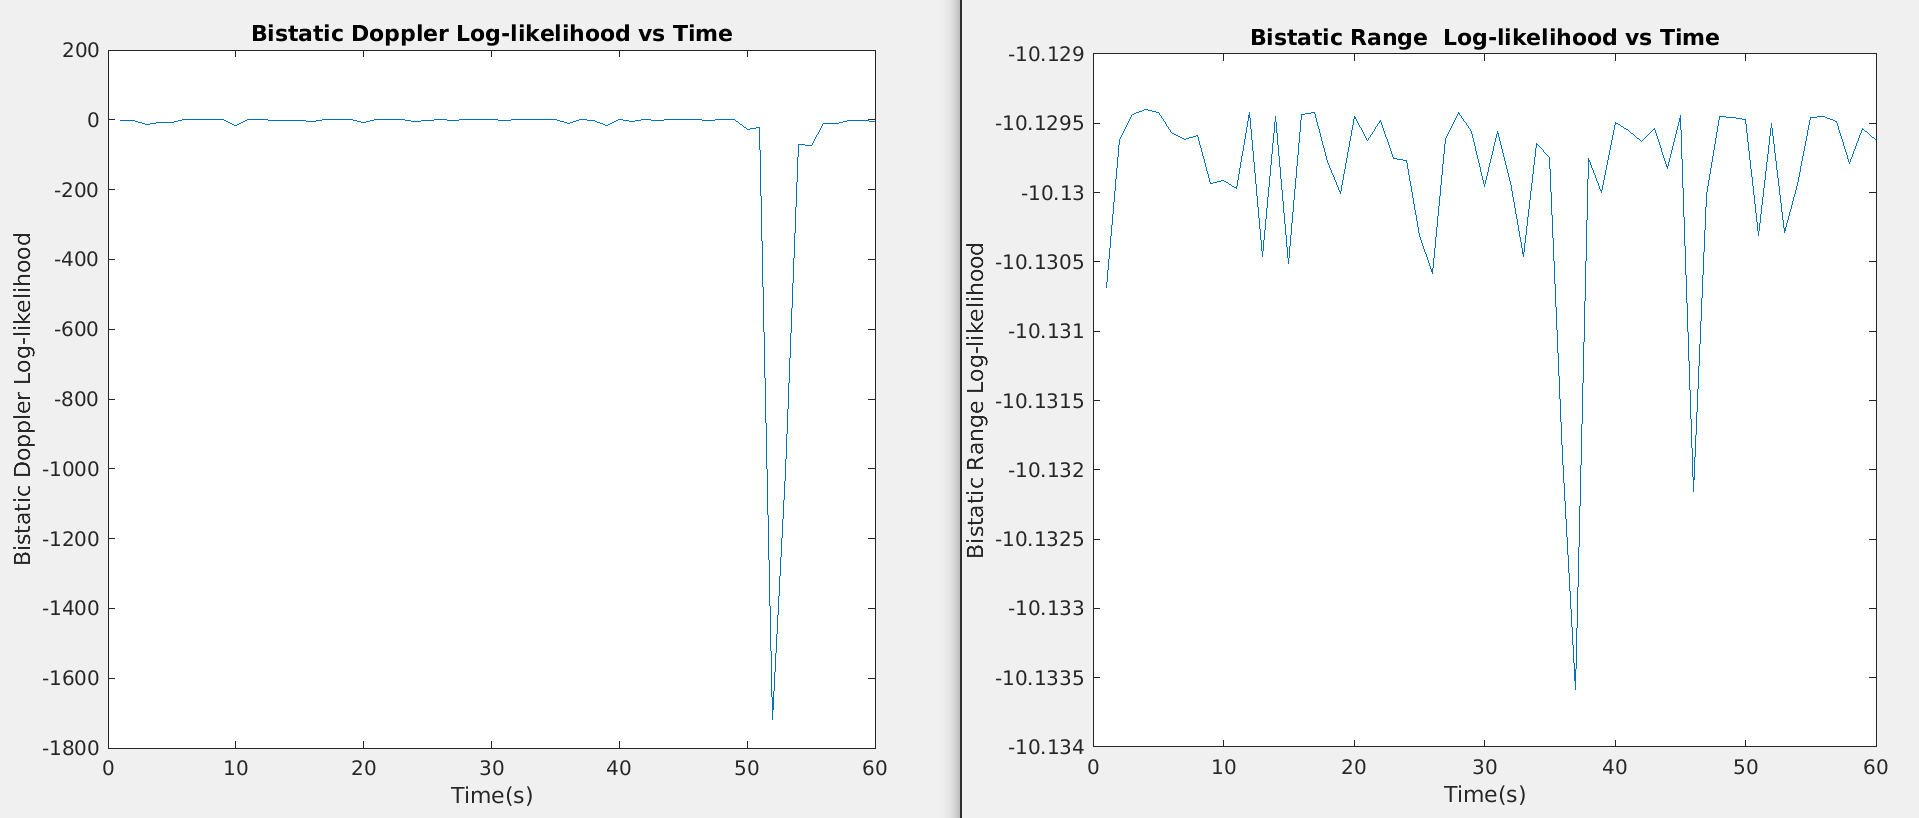 Bistatic Doppler Log-likelihood vs Time
200
0
-200
-400
-600
-800
-1000
-1200
-1400
-1600
-1800
Bistatic Doppler Log-likelihood
0 10 20 30 40 50 60
Time(s)
Bistatic Range  Log-likelihood vs Time
-10.129
-10.1295
-10.13
-10.1305
-10.131
-10.1315
-10.132
-10.1325
-10.133
-10.1335
-10.134
Bistatic Range Log-likelihood
0 10 20 30 40 50 60
Time(s)